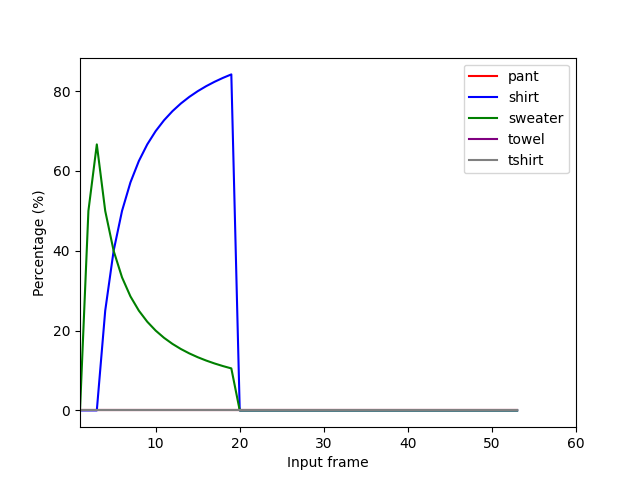 pant
shirt
sweater
towel
tshirt
Percentage (%)
80
60
40
20
0
10 20 30 40 50 60
Input frame